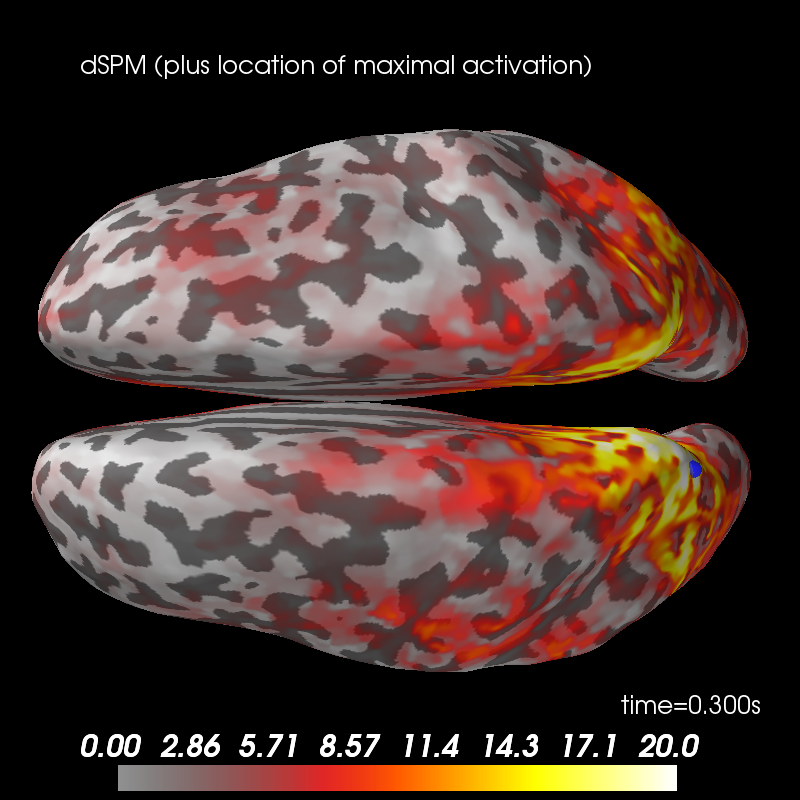 dSPM (plus location of maximal activation)
time=0.300s
0.00 2.86 5.71 8.57 11.4 14.3 17.1 20.0